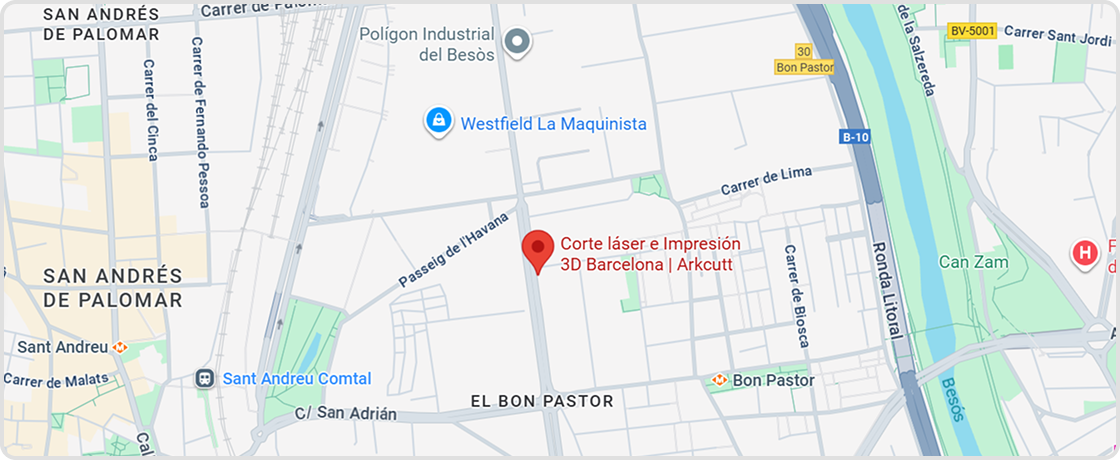 SAN ANDRÉS
DE PALOMAR
Carrer de Palomar
BV-5001
Carrer Sant Jordi
de la Salzereda
Polígon Industrial
del Besòs
30
Bon Pastor
Carrer del Cinca
Carrer de Fernando Pessoa
Westfield La Maquinista
B-10
Carrer de Lima
Passeig de l'Havana
Corte láser e Impresión
3D Barcelona | Arkcutt
H
SAN ANDRÉS
DE PALOMAR
Carrer de Biosca
Ronda Litoral
Can Zam
Sant Andreu
Carrer de Malats
Sant Andreu Comtal
Bon Pastor
Besòs
EL BON PASTOR
C/ San Adrián